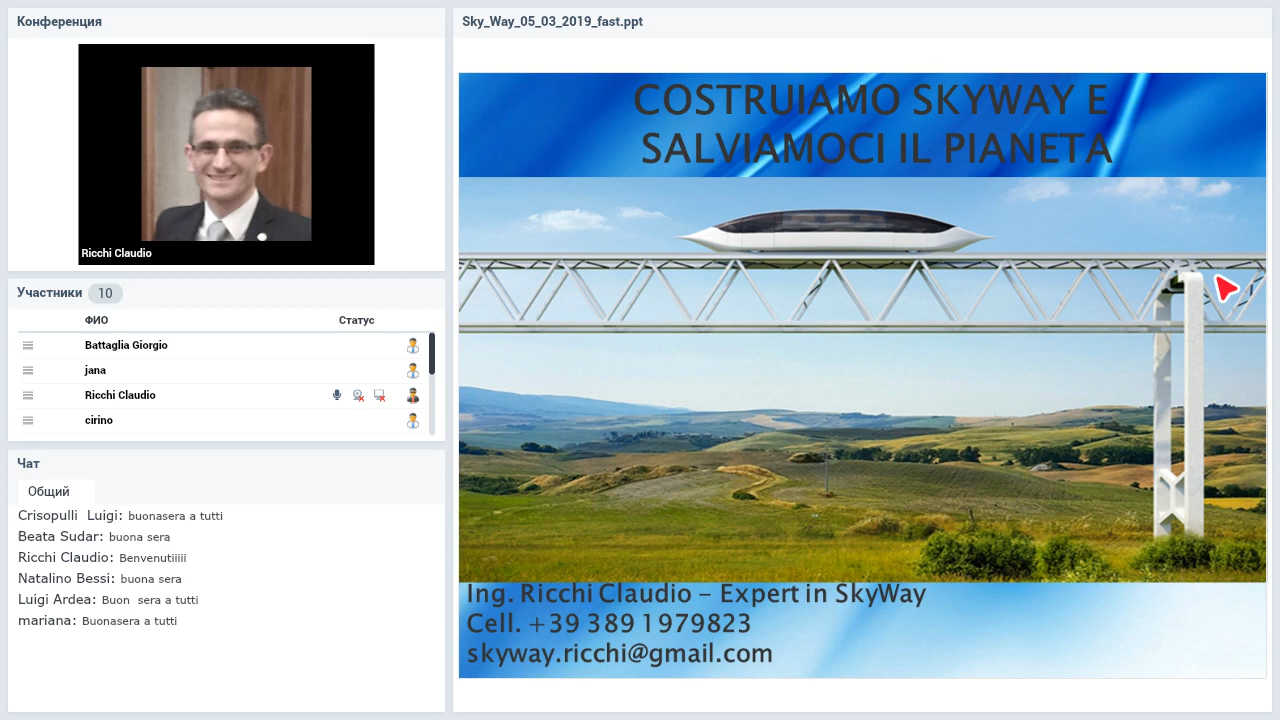 Конференция
Ricchi Claudio
Участники 10
ФИО Статус
Battaglia Giorgio
jana
Ricchi Claudio
cirino
Чат
Общий
Crisopulli  Luigi: buonasera a tutti
Beata Sudar: buona sera
Ricchi Claudio: Benvenutiiiii
Natalino Bessi: buona sera
Luigi Ardea: Buon  sera a tutti
mariana: Buonasera a tutti
Sky_Way_05_03_2019_fast.ppt
COSTRUIAMO SKYWAY E
SALVIAMOCI IL PIANETA
Ing. Ricchi Claudio – Expert in SkyWay
Cell. +39 389 1979823
skyway.ricchi@gmail.com